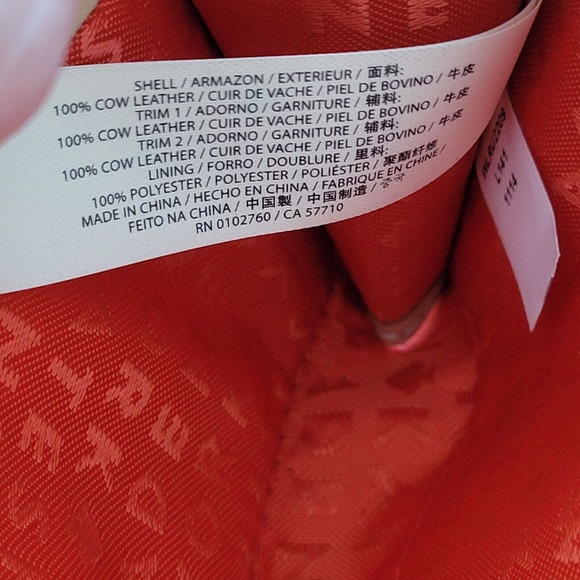 SHELL / ARMAZON / EXTERIEUR / 面料:
100% COW LEATHER / CUIR DE VACHE / PIEL DE BOVINO / 牛皮
TRIM 1 / ADORNO / GARNITURE / 辅料:
100% COW LEATHER / CUIR DE VACHE / PIEL DE BOVINO / 牛皮
TRIM 2 / ADORNO / GARNITURE / 辅料:
100% COW LEATHER / CUIR DE VACHE / PIEL DE BOVINO / 牛皮
LINING / FORRO / DOUBLURE / 里料:
100% POLYESTER / POLYESTER / POLIÉSTER / 聚酯纤维
MADE IN CHINA / HECHO EN CHINA / FABRIQUE EN CHINE /
FEITO NA CHINA / 中国製 / 中国制造 / 중국
RN 0102760 / CA 57710
L141
1114